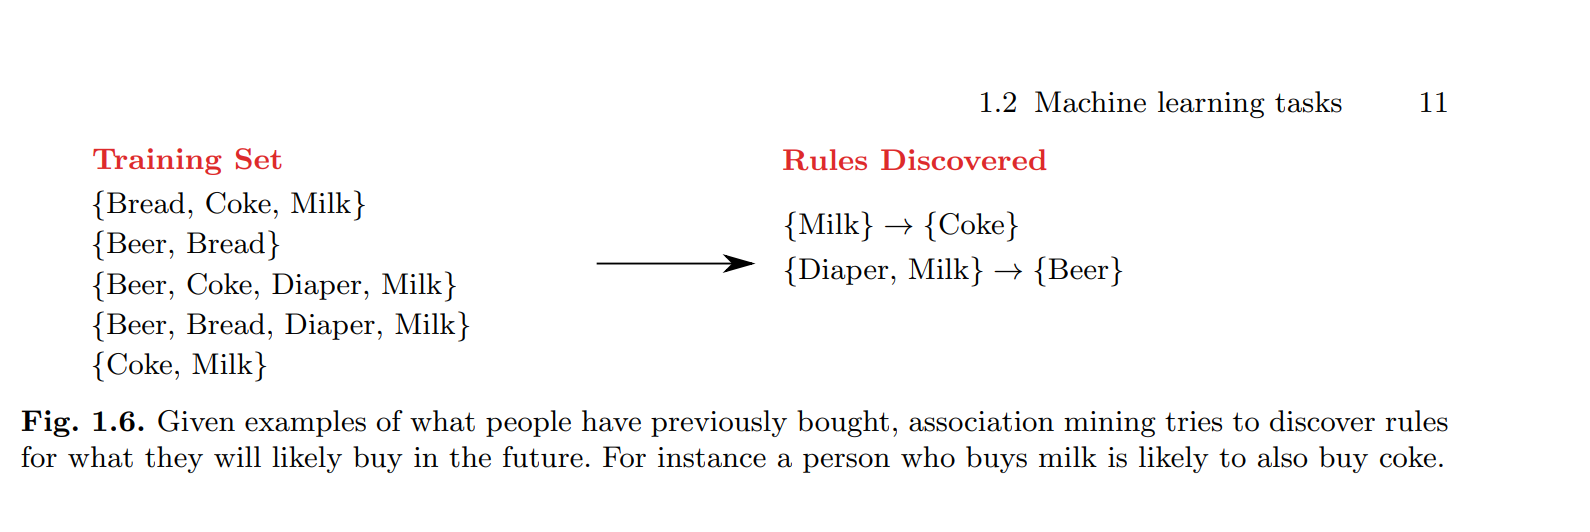 1.2 Machine learning tasks 11
Training Set
{Bread, Coke, Milk}
{Beer, Bread}
{Beer, Coke, Diaper, Milk}
{Beer, Bread, Diaper, Milk}
{Coke, Milk}
Rules Discovered
{Milk} → {Coke}
{Diaper, Milk} → {Beer}
Fig. 1.6. Given examples of what people have previously bought, association mining tries to discover rules
for what they will likely buy in the future. For instance a person who buys milk is likely to also buy coke.